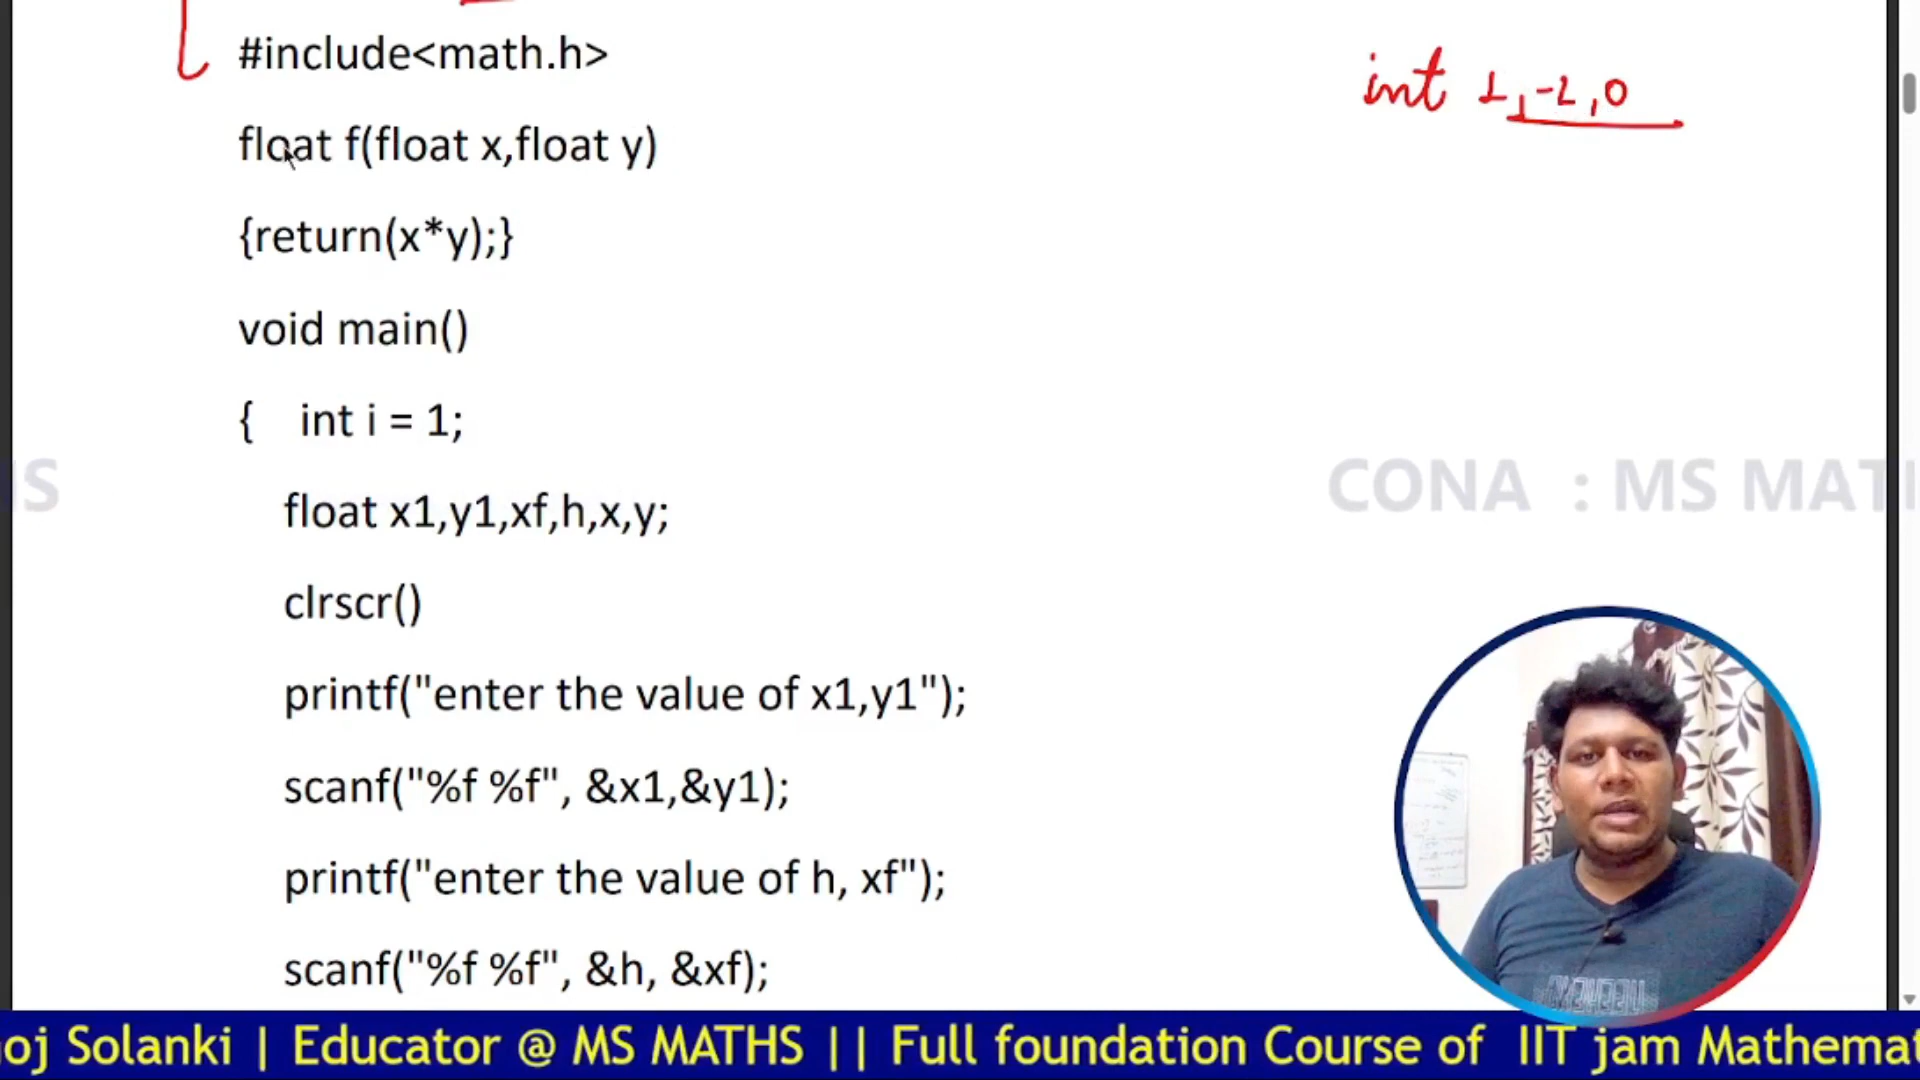 #include<math.h>
int 1,-2,0
float f(float x,float y)
{return(x*y);}
void main()
{ int i = 1;
S
CONA : MS MAT
float x1,y1,xf,h,x,y;
clrscr()
printf("enter the value of x1,y1");
scanf("%f %f", &x1,&y1);
printf("enter the value of h, xf");
scanf("%f %f", &h, &xf);
oj Solanki | Educator @ MS MATHS || Full foundation Course of IIT jam Mathemat